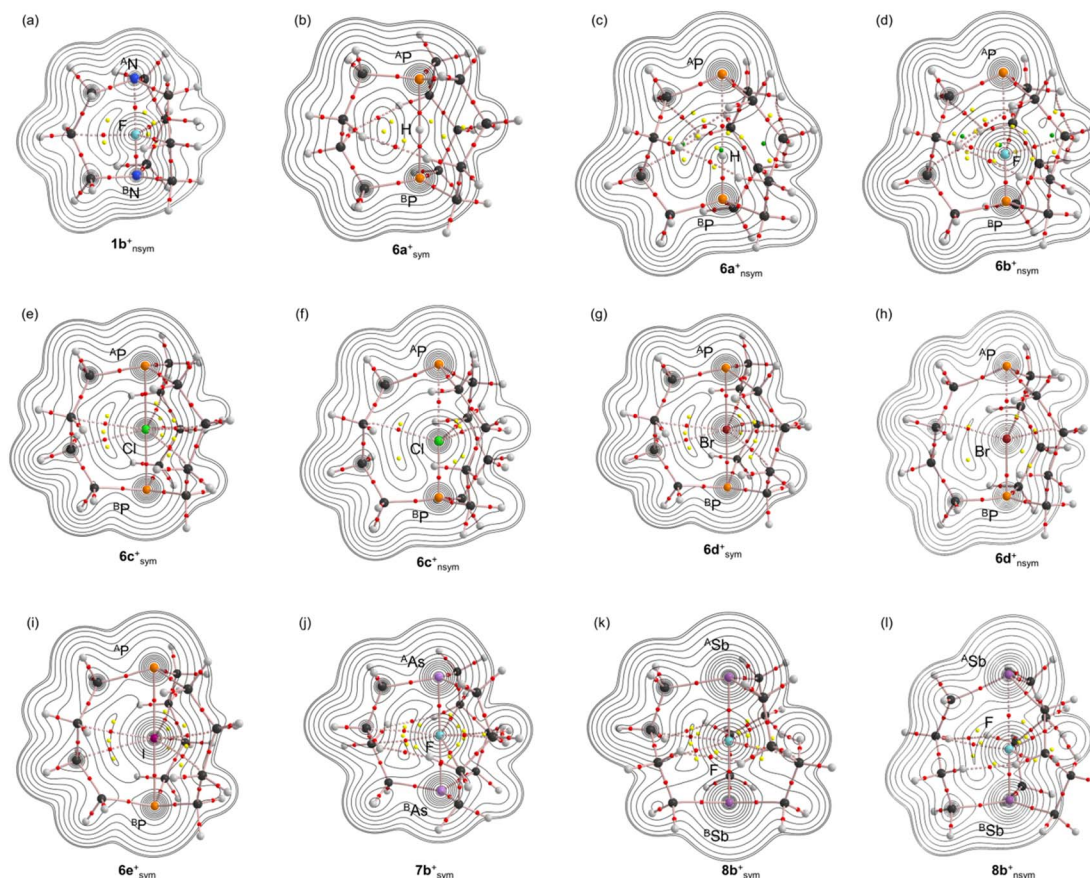 (a) (b) (c) (d)
ᴬN ᴬP ᴬP ᴬP
F H H F
ᴮN ᴮP ᴮP ᴮP
1b⁺nsym 6a⁺sym 6a⁺nsym 6b⁺nsym
(e) (f) (g) (h)
ᴬP ᴬP ᴬP ᴬP
Cl Cl Br Br
ᴮP ᴮP ᴮP ᴮP
6c⁺sym 6c⁺nsym 6d⁺sym 6d⁺nsym
(i) (j) (k) (l)
ᴬP ᴬAs ᴬSb ᴬSb
I F F F
ᴮP ᴮAs ᴮSb ᴮSb
6e⁺sym 7b⁺sym 8b⁺sym 8b⁺nsym